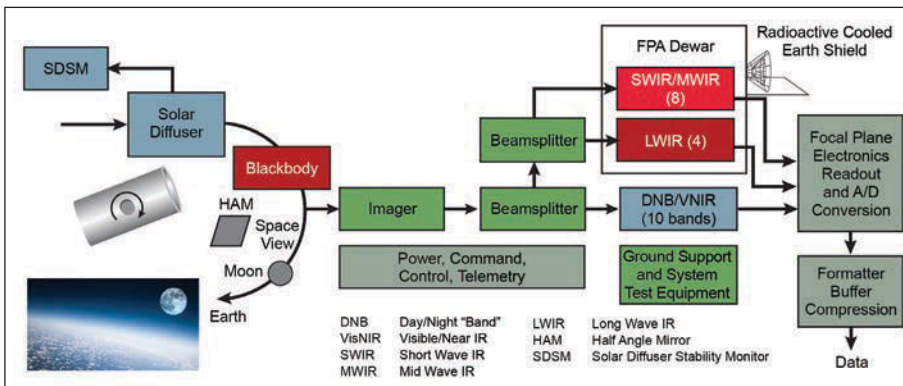 SDSM
Solar
Diffuser
Blackbody
HAM
Space
View
Moon
Earth
Imager
Beamsplitter
Beamsplitter
FPA Dewar
SWIR/MWIR
(8)
LWIR (4)
DNB/VNIR
(10 bands)
Radioactive Cooled
Earth Shield
Focal Plane
Electronics
Readout
and A/D
Conversion
Formatter
Buffer
Compression
Data
Power, Command,
Control, Telemetry
Ground Support
and System
Test Equipment
DNB Day/Night "Band"
VisNIR Visible/Near IR
SWIR Short Wave IR
MWIR Mid Wave IR
LWIR Long Wave IR
HAM Half Angle Mirror
SDSM Solar Diffuser Stability Monitor